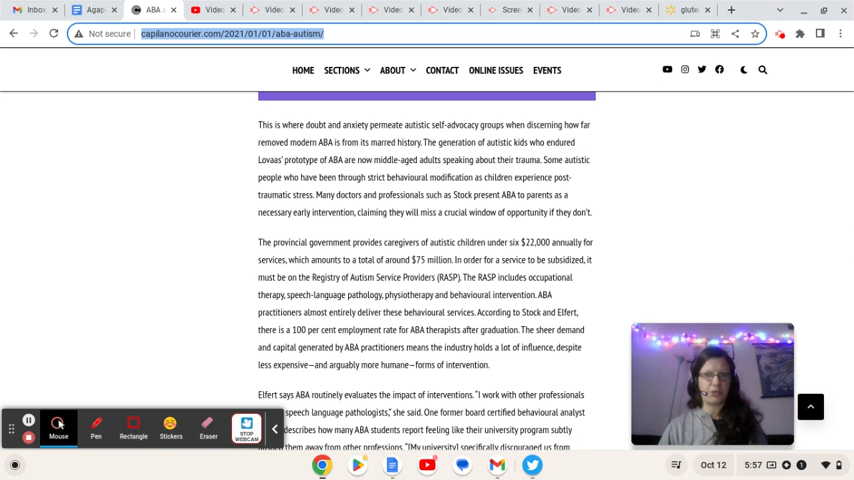 Inbox
Agap
ABA a
Video
Video
Video
Video
Video
Scree
Video
Video
glute
Not secure
capilanocourier.com/2021/01/01/aba-autism/
HOME SECTIONS ABOUT CONTACT ONLINE ISSUES EVENTS
This is where doubt and anxiety permeate autistic self-advocacy groups when discerning how far
removed modern ABA is from its marred history. The generation of autistic kids who endured
Lovaas' prototype of ABA are now middle-aged adults speaking about their trauma. Some autistic
people who have been through strict behavioural modification as children experience post-
traumatic stress. Many doctors and professionals such as Stock present ABA to parents as a
necessary early intervention, claiming they will miss a crucial window of opportunity if they don't.
The provincial government provides caregivers of autistic children under six $22,000 annually for
services, which amounts to a total of around $75 million. In order for a service to be subsidized, it
must be on the Registry of Autism Service Providers (RASP). The RASP includes occupational
therapy, speech-language pathology, physiotherapy and behavioural intervention. ABA
practitioners almost entirely deliver these behavioural services. According to Stock and Elfert,
there is a 100 per cent employment rate for ABA therapists after graduation. The sheer demand
and capital generated by ABA practitioners means the industry holds a lot of influence, despite
less expensive—and arguably more humane—forms of intervention.
Elfert says ABA routinely evaluates the impact of interventions. "I work with other professionals
speech language pathologists," she said. One former board certified behavioural analyst
describes how many ABA students report feeling like their university program subtly
them away from other professions. "[My university] specifically discouraged us from
Mouse
Pen
Rectangle
Stickers
Eraser
STOP
WEBCAM
Oct 12
5:57